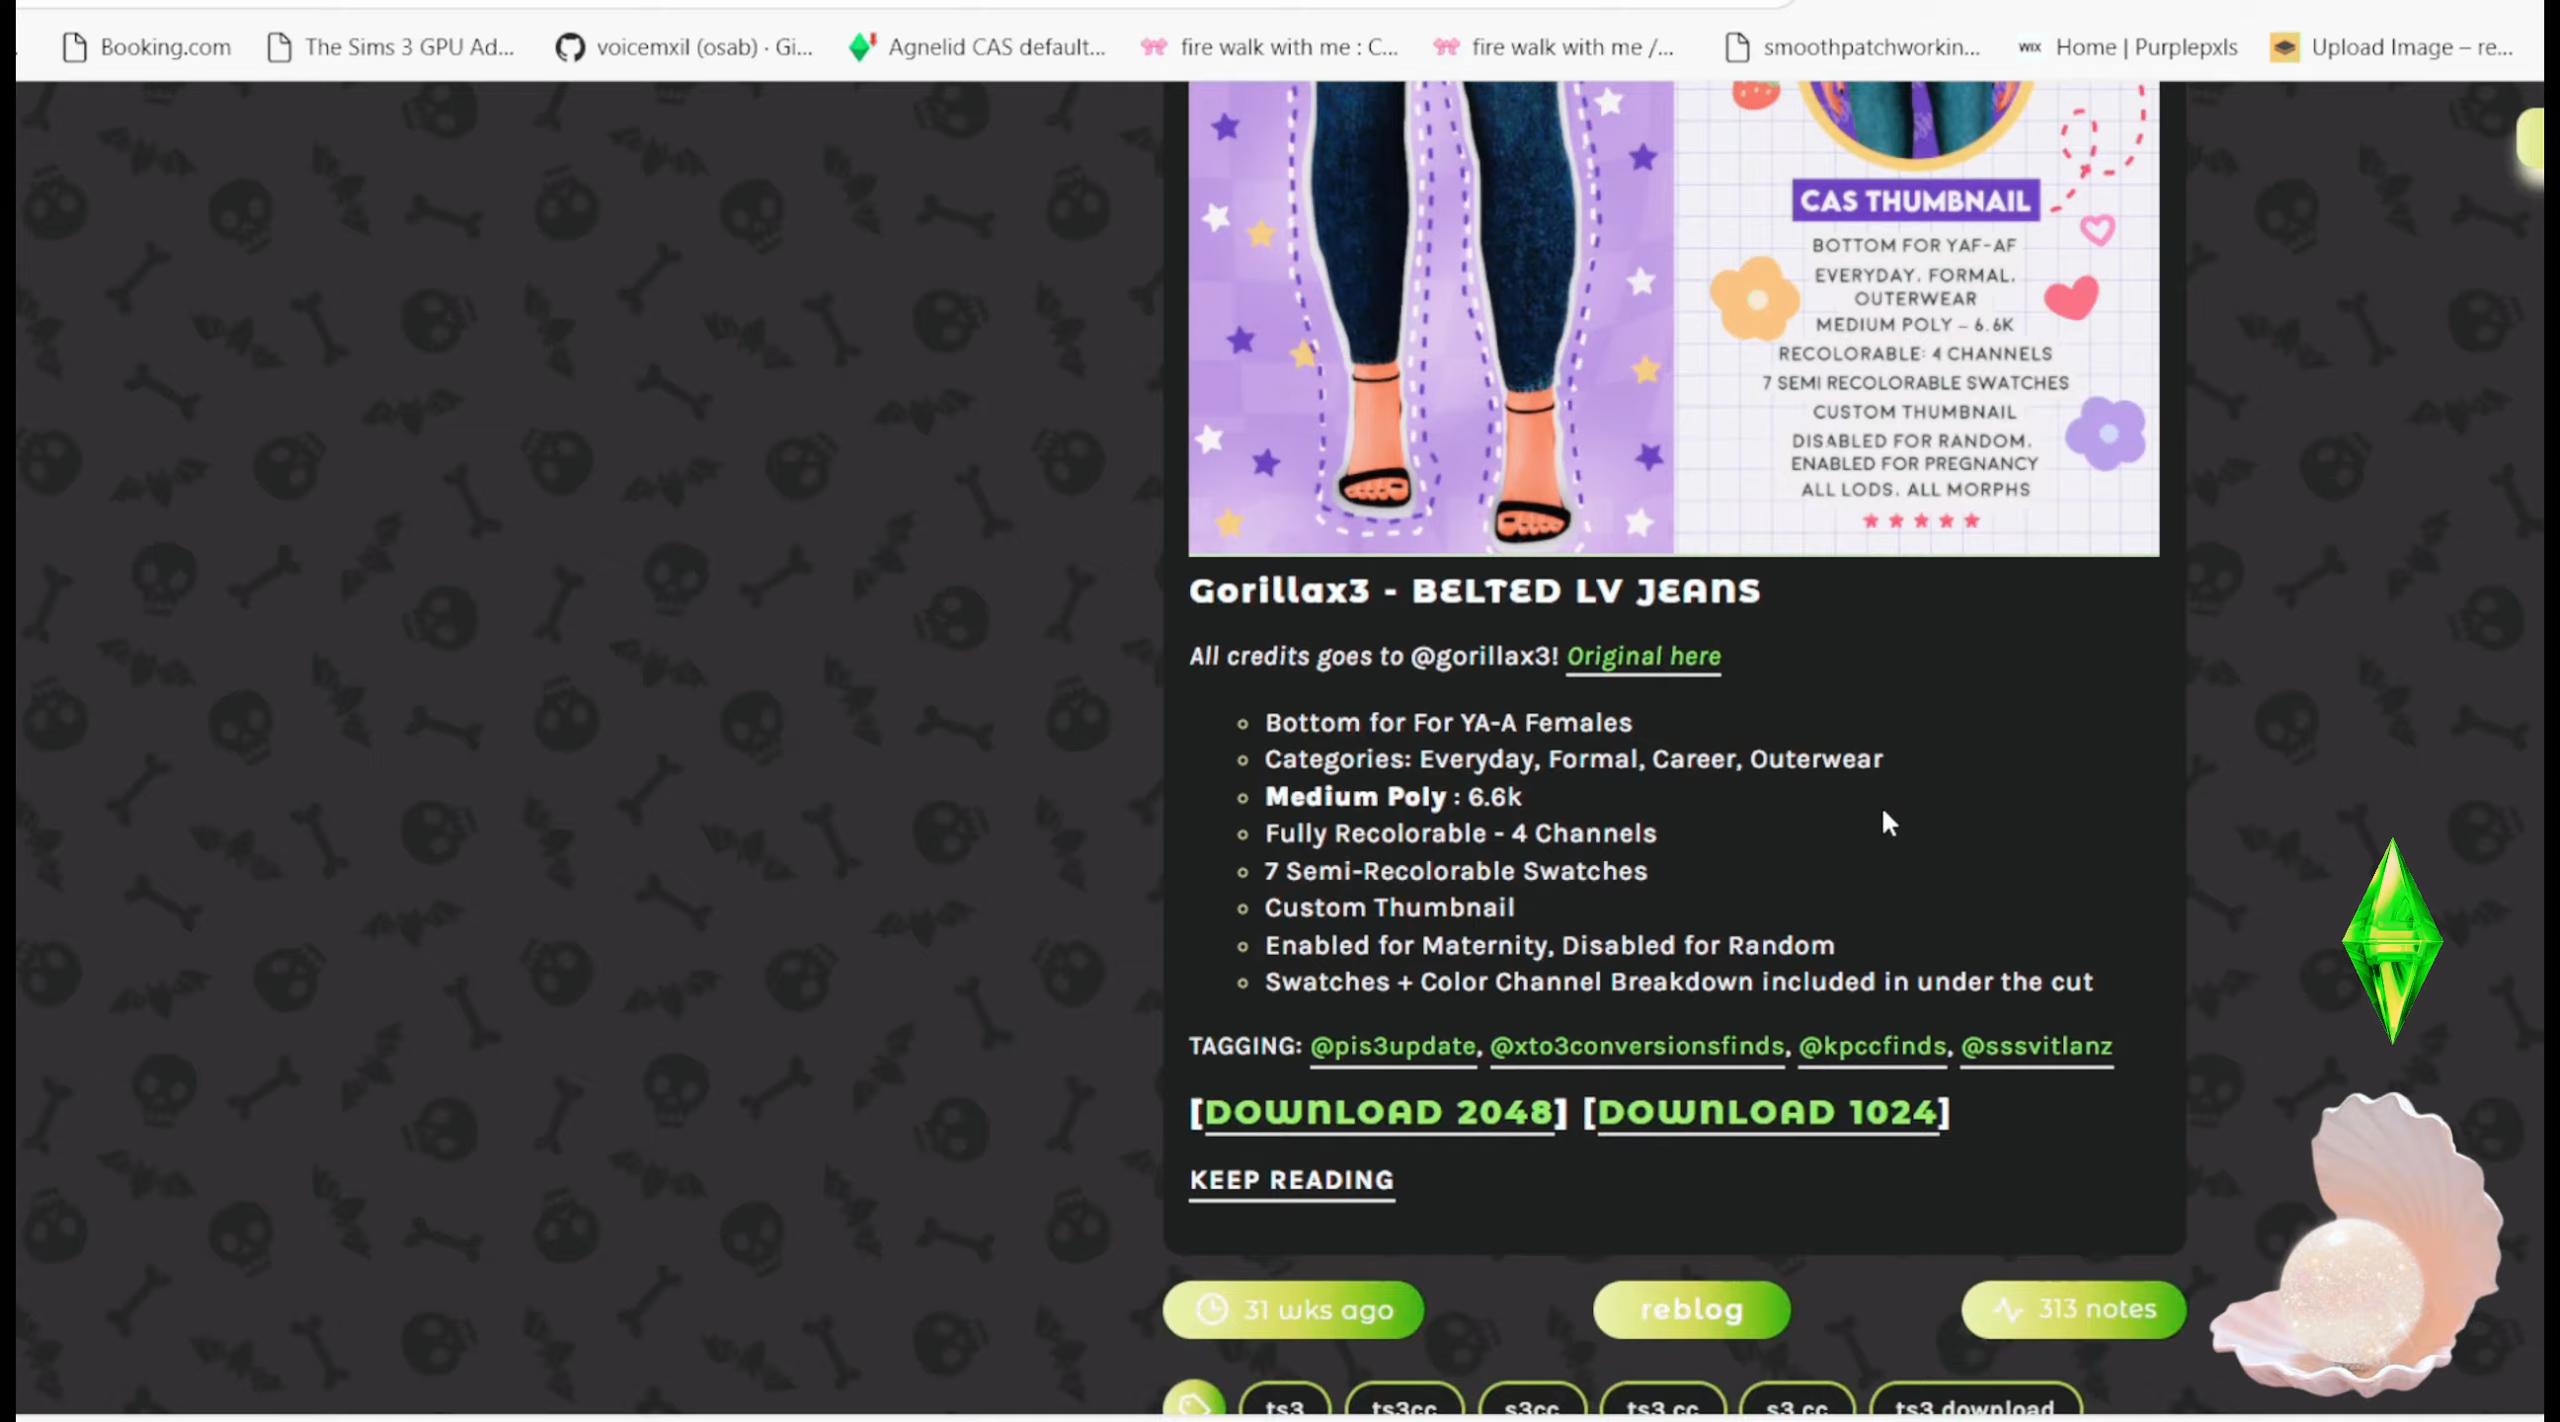 Booking.com
The Sims 3 GPU Ad...
voicemxil (osab) · Gi...
Agnelid CAS default...
fire walk with me : C...
fire walk with me /...
smoothpatchworkin...
WIX Home | Purplepxls
Upload Image – re...
CAS THUMBNAIL
BOTTOM FOR YAF-AF
EVERYDAY, FORMAL,
OUTERWEAR
MEDIUM POLY – 6.6K
RECOLORABLE: 4 CHANNELS
7 SEMI RECOLORABLE SWATCHES
CUSTOM THUMBNAIL
DISABLED FOR RANDOM,
ENABLED FOR PREGNANCY
ALL LODS, ALL MORPHS
Gorillax3 - BELTED LV JEANS
All credits goes to @gorillax3! Original here
Bottom for For YA-A Females
Categories: Everyday, Formal, Career, Outerwear
Medium Poly : 6.6k
Fully Recolorable - 4 Channels
7 Semi-Recolorable Swatches
Custom Thumbnail
Enabled for Maternity, Disabled for Random
Swatches + Color Channel Breakdown included in under the cut
TAGGING: @pis3update, @xto3conversionsfinds, @kpccfinds, @sssvitlanz
[DOWNLOAD 2048] [DOWNLOAD 1024]
KEEP READING
31 wks ago
reblog
313 notes
ts3
ts3cc
s3cc
ts3 cc
s3 cc
ts3 download